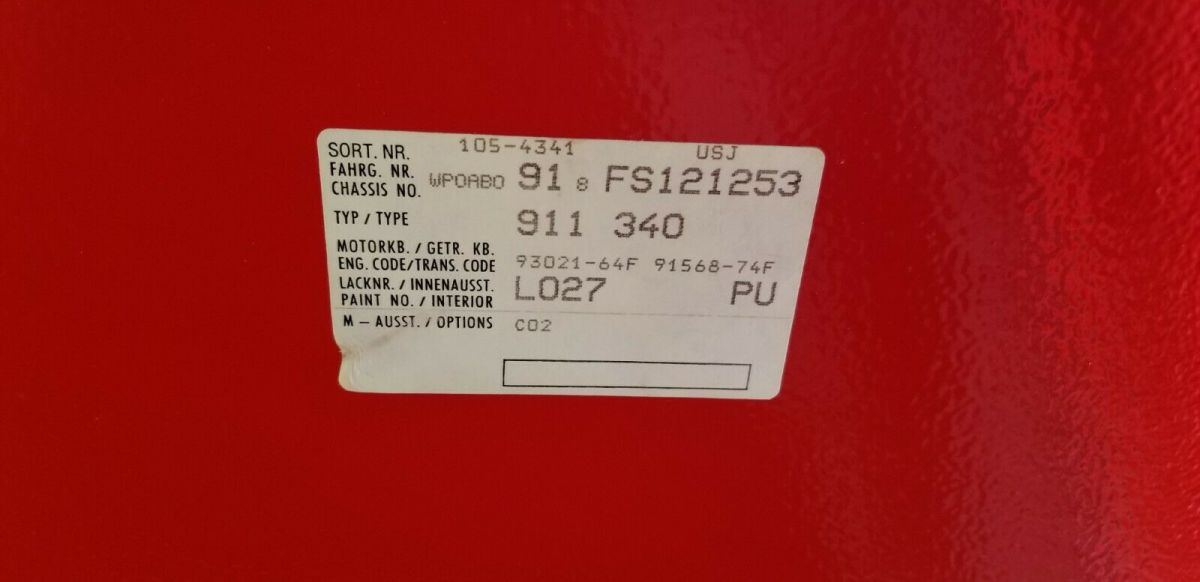 SORT. NR. 105-4341 USJ
FAHRG. NR.
CHASSIS NO. WPOABO 91 8 FS121253
TYP / TYPE 911 340
MOTORKB. / GETR. KB.
ENG. CODE/TRANS. CODE 93021-64F 91568-74F
LACKNR. / INNENAUSST.
PAINT NO. / INTERIOR L027 PU
M – AUSST. / OPTIONS C02